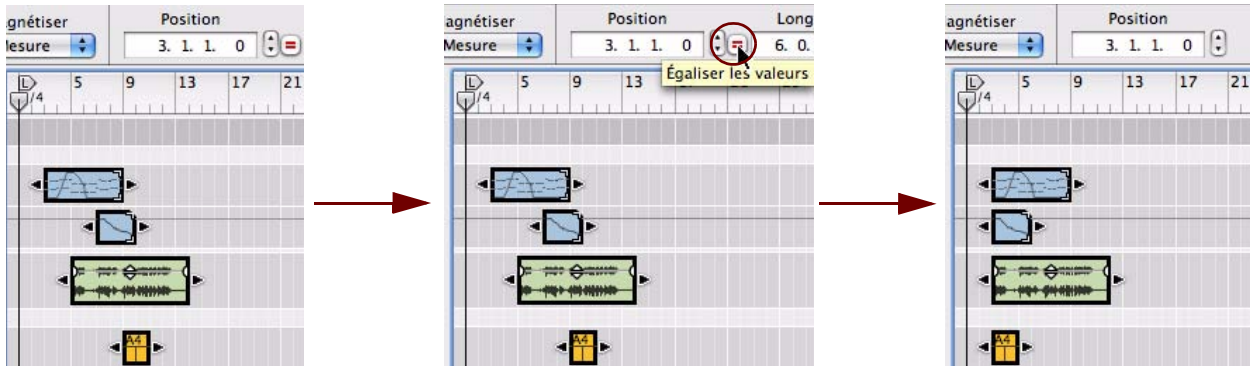 agnétiser Position
Mesure 3. 1. 1. 0 =
L 5 9 13 17 21
/4
A4
agnétiser Position Long
Mesure 3. 1. 1. 0 = 6. 0.
Égaliser les valeurs
L 5 9 13
/4
A4
agnétiser Position
Mesure 3. 1. 1. 0
L 5 9 13 17 21
/4
A4